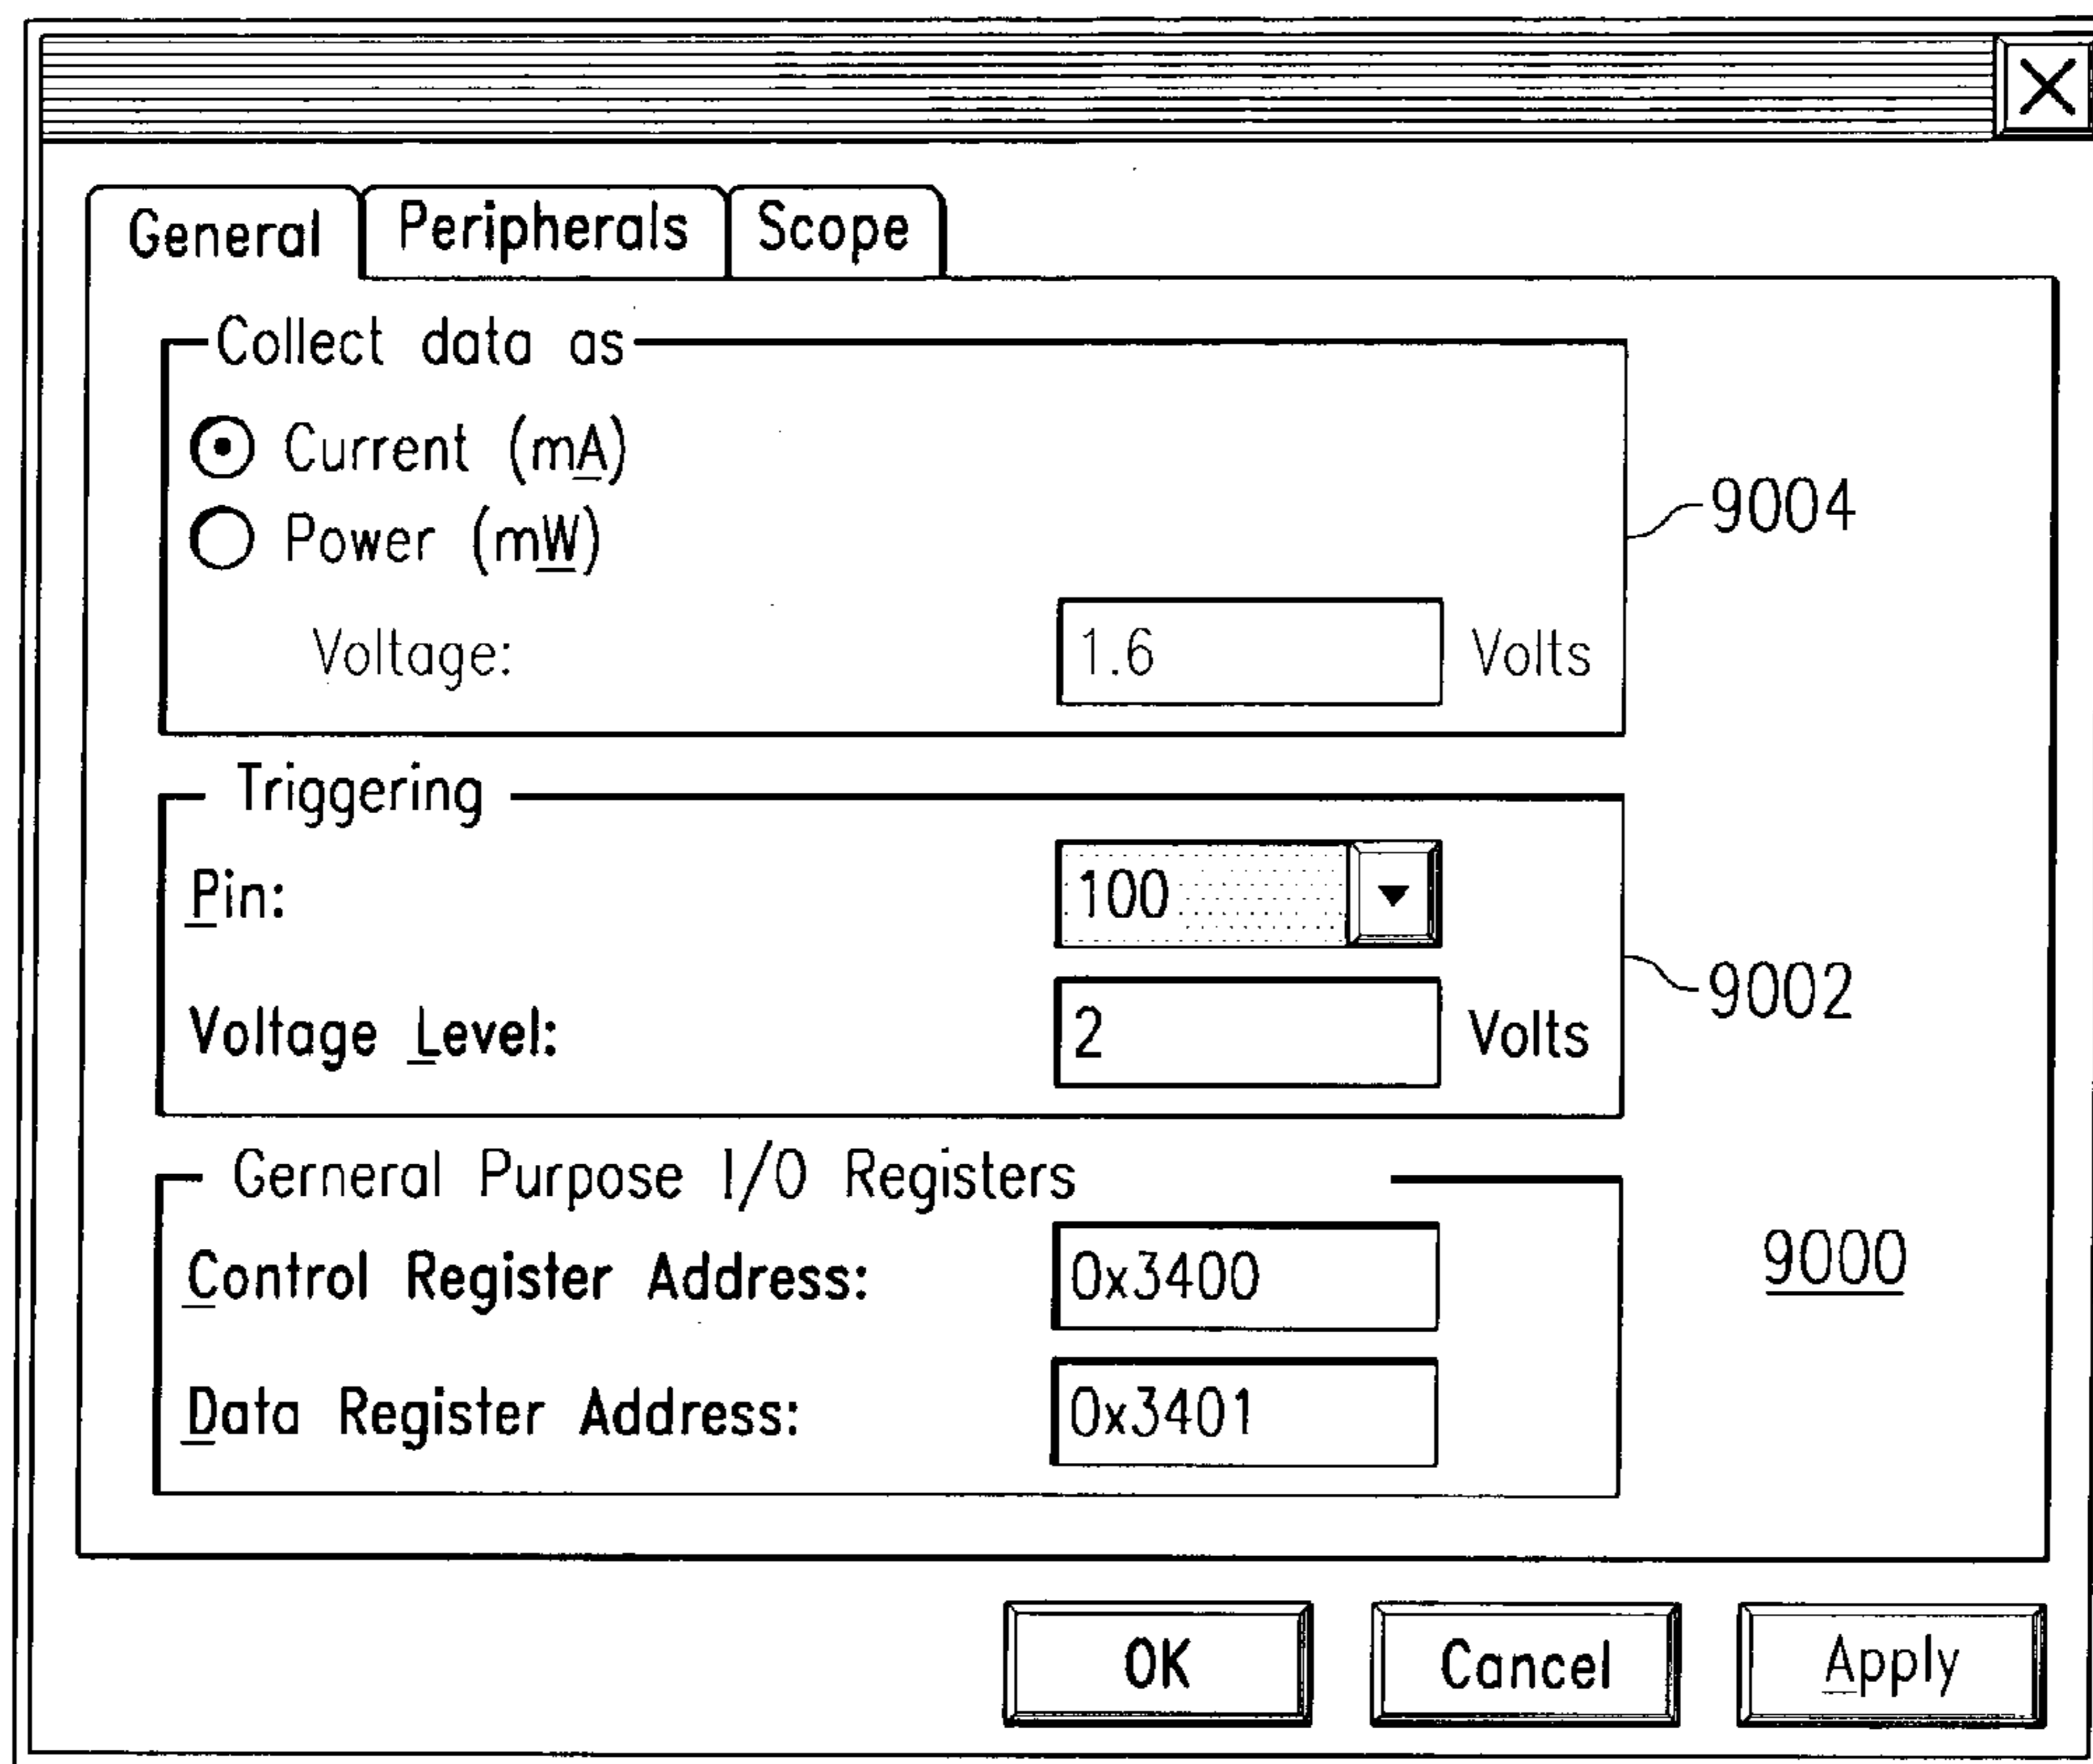 General Peripherals Scope
Collect data as
Current (mA)
Power (mW)
9004
Voltage: 1.6 Volts
Triggering
Pin: 100
9002
Voltage Level: 2 Volts
Gerneral Purpose I/O Registers
Control Register Address: 0x3400
9000
Data Register Address: 0x3401
OK Cancel Apply